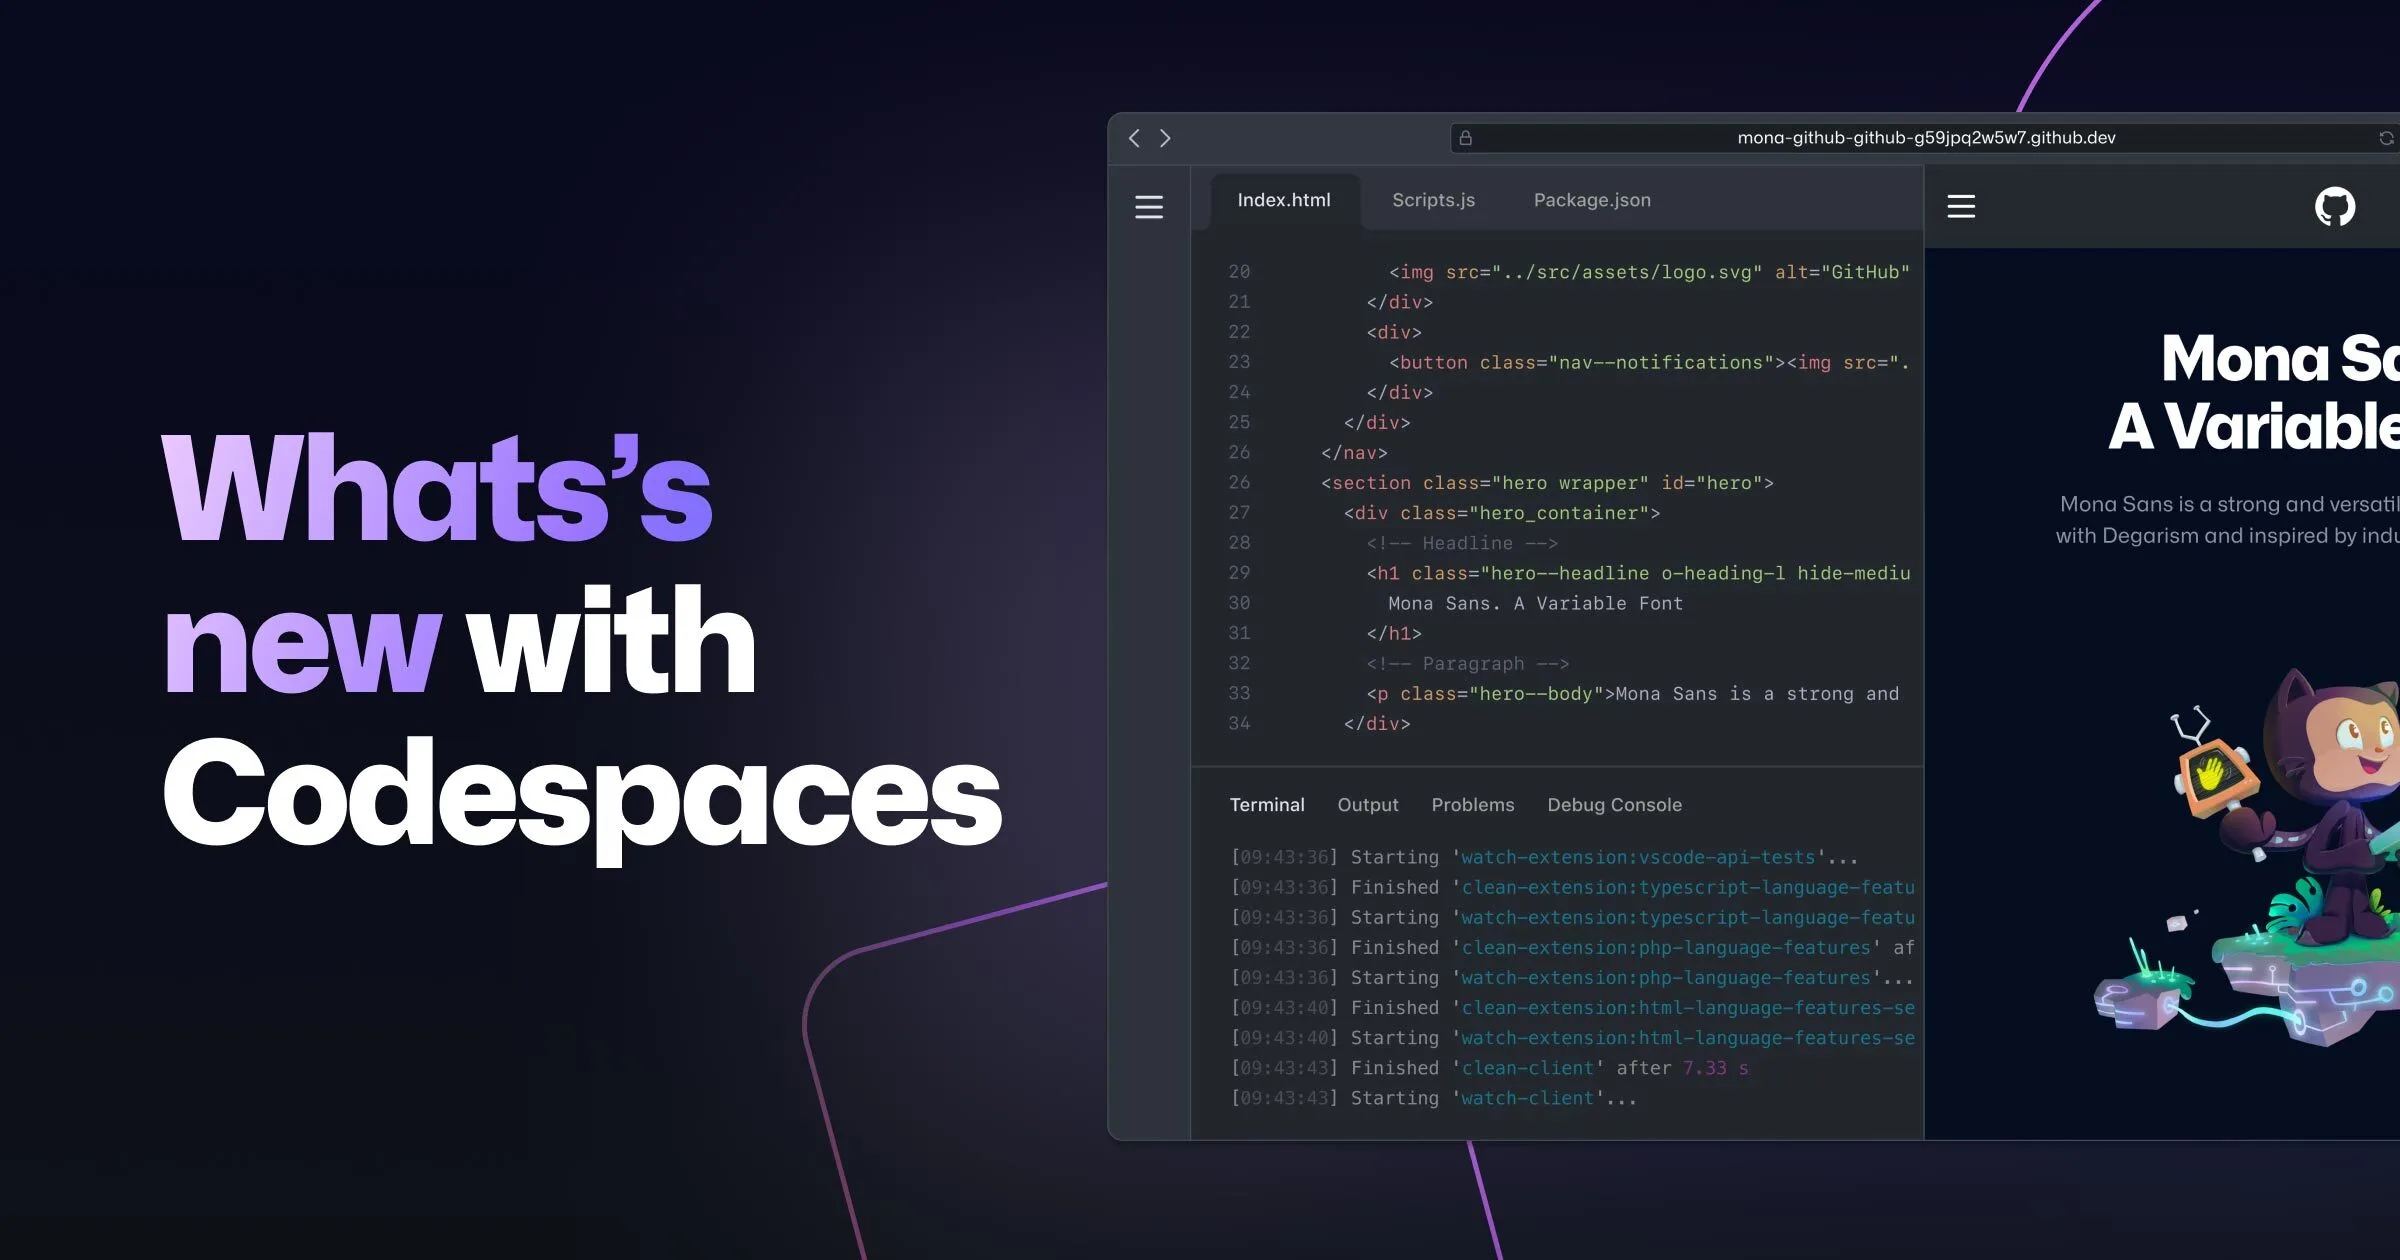 Whats’s
new with
Codespaces
mona-github-github-g59jpq2w5w7.github.dev
Index.html Scripts.js Package.json
20 <img src="../src/assets/logo.svg" alt="GitHub"
21 </div>
22 <div>
23 <button class="nav--notifications"><img src=".
24 </div>
25 </div>
26 </nav>
26 <section class="hero wrapper" id="hero">
27 <div class="hero_container">
28 <!-- Headline -->
29 <h1 class="hero--headline o-heading-l hide-mediu
30 Mona Sans. A Variable Font
31 </h1>
32 <!-- Paragraph -->
33 <p class="hero--body">Mona Sans is a strong and
34 </div>
Terminal Output Problems Debug Console
[09:43:36] Starting 'watch-extension:vscode-api-tests'...
[09:43:36] Finished 'clean-extension:typescript-language-featu
[09:43:36] Starting 'watch-extension:typescript-language-featu
[09:43:36] Finished 'clean-extension:php-language-features' af
[09:43:36] Starting 'watch-extension:php-language-features'...
[09:43:40] Finished 'clean-extension:html-language-features-se
[09:43:40] Starting 'watch-extension:html-language-features-se
[09:43:43] Finished 'clean-client' after 7.33 s
[09:43:43] Starting 'watch-client'...
Mona Sa
A Variable
Mona Sans is a strong and versatil
with Degarism and inspired by indu